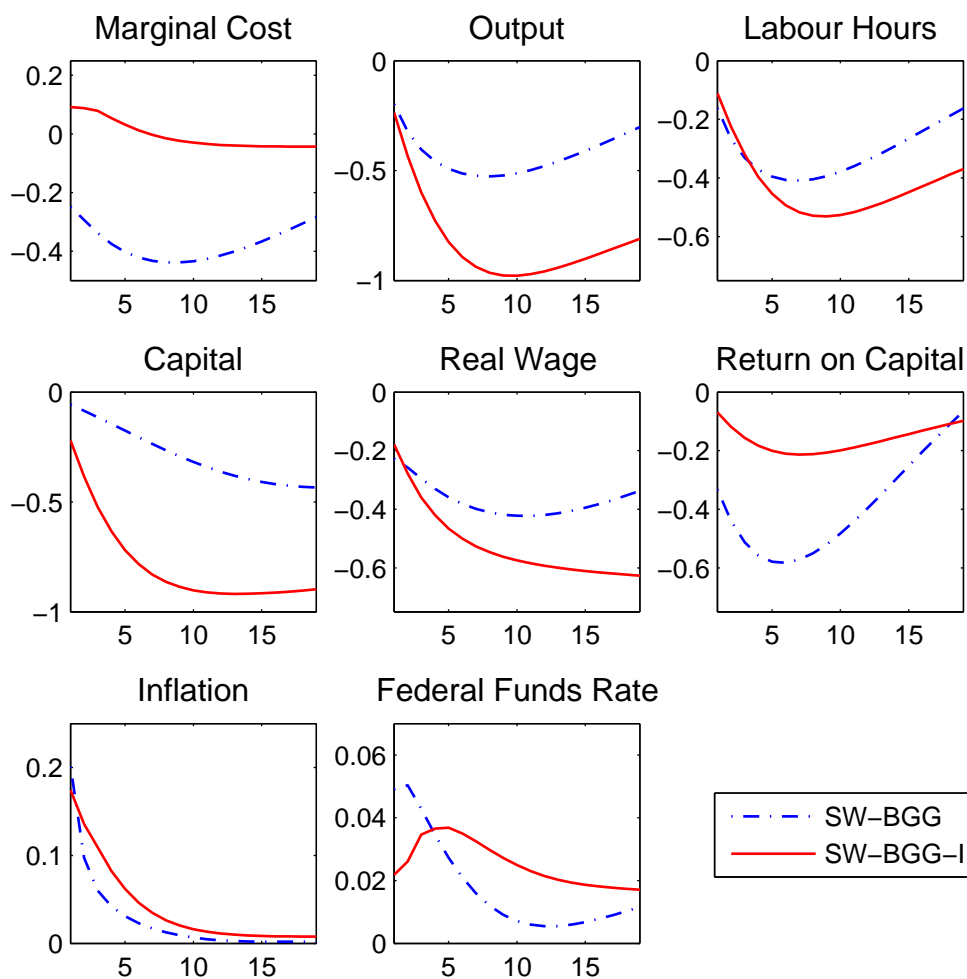 Marginal Cost
0.2
0
−0.2
−0.4
5 10 15
Output
0
−0.5
−1
5 10 15
Labour Hours
0
−0.2
−0.4
−0.6
5 10 15
Capital
0
−0.5
−1
5 10 15
Real Wage
0
−0.2
−0.4
−0.6
5 10 15
Return on Capital
0
−0.2
−0.4
−0.6
5 10 15
Inflation
0.2
0.1
0
5 10 15
Federal Funds Rate
0.06
0.04
0.02
0
5 10 15
SW−BGG
SW−BGG−I